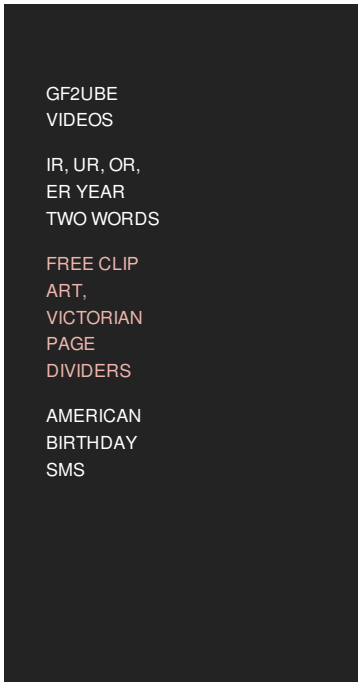 GF2UBE
VIDEOS
IR, UR, OR,
ER YEAR
TWO WORDS
FREE CLIP
ART,
VICTORIAN
PAGE
DIVIDERS
AMERICAN
BIRTHDAY
SMS